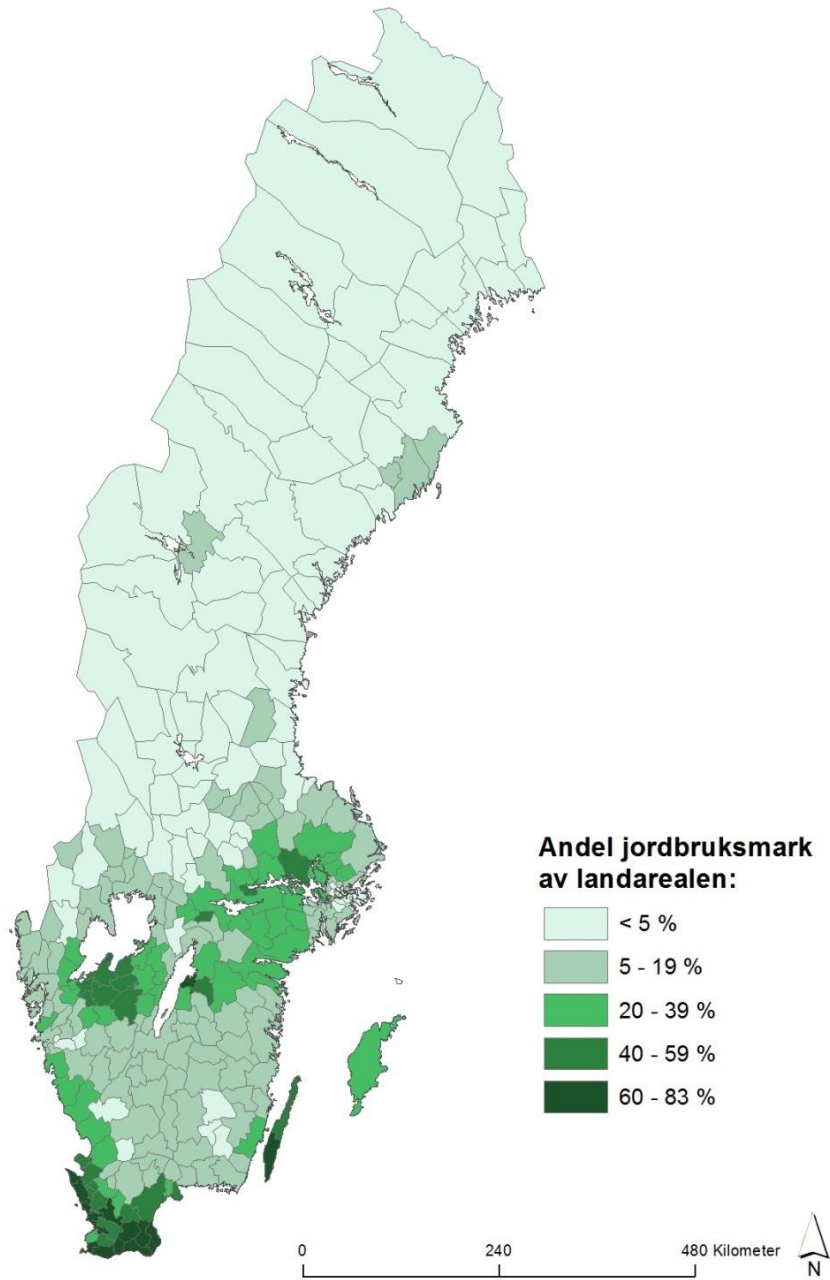 Andel jordbruksmark
av landarealen:
< 5 %
5 - 19 %
20 - 39 %
40 - 59 %
60 - 83 %
0 240 480 Kilometer
N